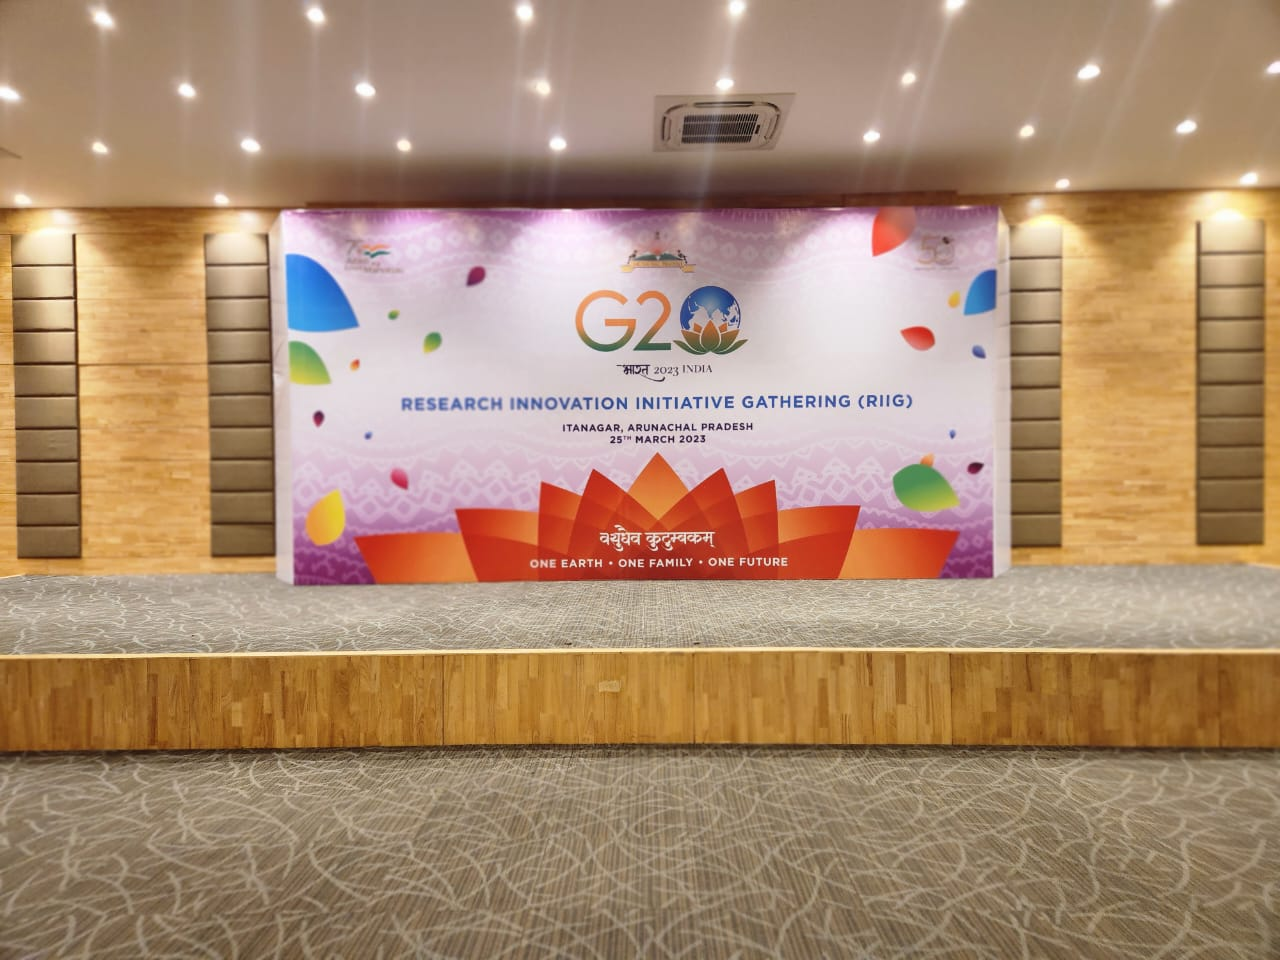 G20
भारत 2023 INDIA
RESEARCH INNOVATION INITIATIVE GATHERING (RIIG)
ITANAGAR, ARUNACHAL PRADESH
25TH MARCH 2023
वसुधैव कुटुम्बकम्
ONE EARTH • ONE FAMILY • ONE FUTURE